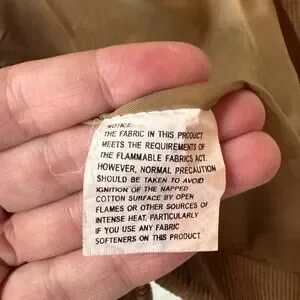 NOTICE:
THE FABRIC IN THIS PRODUCT
MEETS THE REQUIREMENTS OF
THE FLAMMABLE FABRICS ACT.
HOWEVER, NORMAL PRECAUTION
SHOULD BE TAKEN TO AVOID
IGNITION OF THE NAPPED
COTTON SURFACE BY OPEN
FLAMES OR OTHER SOURCES OF
INTENSE HEAT, PARTICULARLY
IF YOU USE ANY FABRIC
SOFTENERS ON THIS PRODUCT